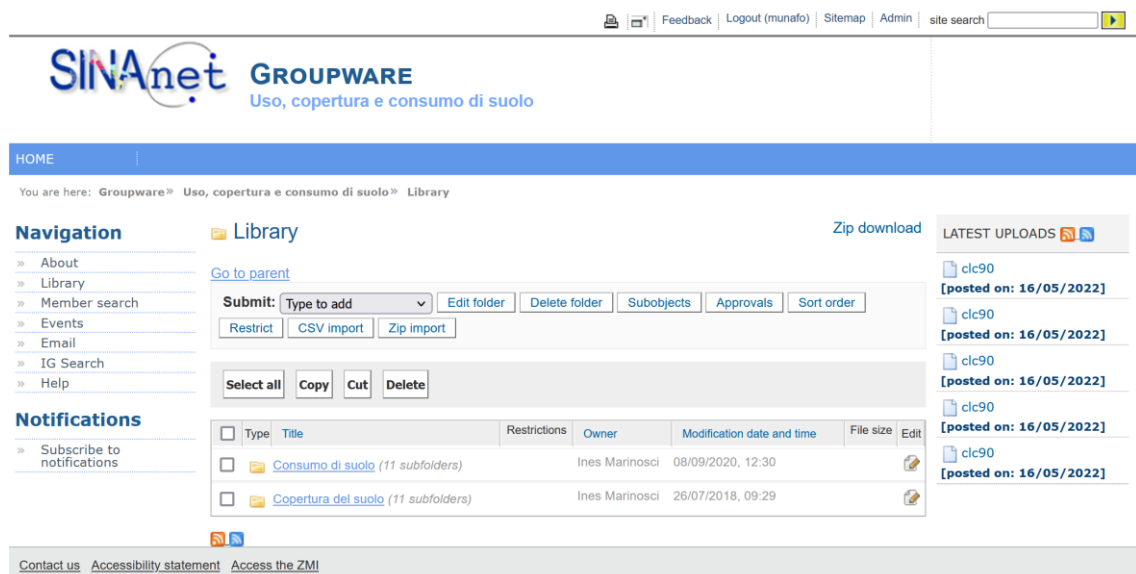 Feedback Logout (munafo) Sitemap Admin site search
SINAnet GROUPWARE
Uso, copertura e consumo di suolo
HOME
You are here: Groupware» Uso, copertura e consumo di suolo» Library
Navigation
» About
» Library
» Member search
» Events
» Email
» IG Search
» Help
Notifications
» Subscribe to
notifications
Library
Zip download
Go to parent
Submit: Type to add Edit folder Delete folder Subobjects Approvals Sort order
Restrict CSV import Zip import
Select all Copy Cut Delete
Type Title Restrictions Owner Modification date and time File size Edit
Consumo di suolo (11 subfolders) Ines Marinosci 08/09/2020, 12:30
Copertura del suolo (11 subfolders) Ines Marinosci 26/07/2018, 09:29
LATEST UPLOADS
clc90
[posted on: 16/05/2022]
clc90
[posted on: 16/05/2022]
clc90
[posted on: 16/05/2022]
clc90
[posted on: 16/05/2022]
clc90
[posted on: 16/05/2022]
Contact us Accessibility statement Access the ZMI